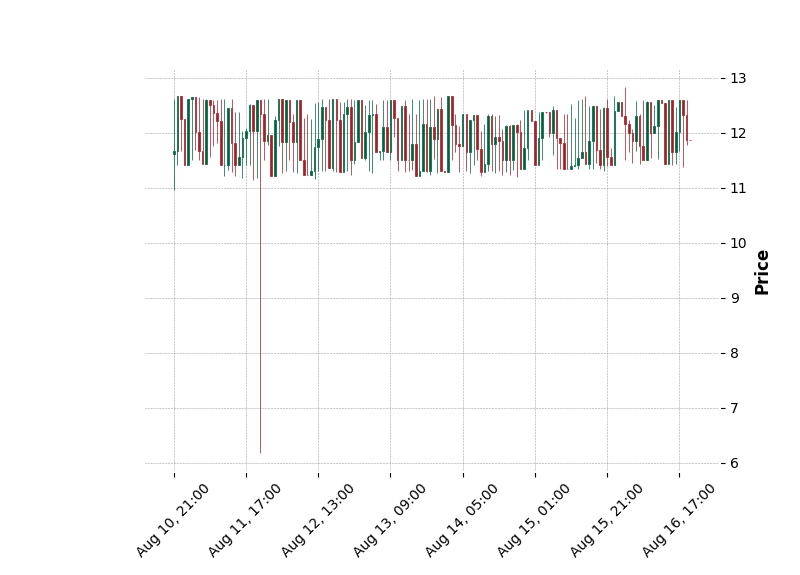 13
12
11
10
9
8
7
6
Price
Aug 10, 21:00
Aug 11, 17:00
Aug 12, 13:00
Aug 13, 09:00
Aug 14, 05:00
Aug 15, 01:00
Aug 15, 21:00
Aug 16, 17:00